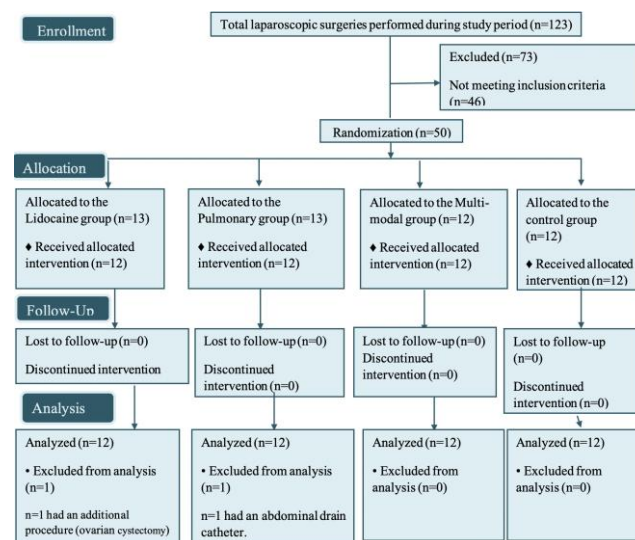 Enrollment
Total laparoscopic surgeries performed during study period (n=123)
Excluded (n=73)
Not meeting inclusion criteria
(n=46)
Randomization (n=50)
Allocation
Allocated to the
Lidocaine group (n=13)
♦ Received allocated
intervention (n=12)
Allocated to the
Pulmonary group (n=13)
♦ Received allocated
intervention (n=12)
Allocated to the Multi-
modal group (n=12)
♦ Received allocated
intervention (n=12)
Allocated to
the control group
(n=12)
♦ Received allocated
intervention (n=12)
Follow-Up
Lost to follow-up (n=0)
Discontinued intervention
Lost to follow-up (n=0)
Discontinued
intervention (n=0)
Lost to follow-up (n=0)
Discontinued
intervention (n=0)
Lost to follow-up
(n=0)
Discontinued
intervention (n=0)
Analysis
Analyzed (n=12)
• Excluded from analysis
(n=1)
n=1 had an additional
procedure (ovarian cystectomy)
Analyzed (n=12)
• Excluded from analysis
(n=1)
n=1 had an abdominal drain
catheter.
Analyzed (n=12)
• Excluded from
analysis (n=0)
Analyzed (n=12)
• Excluded from
analysis (n=0)